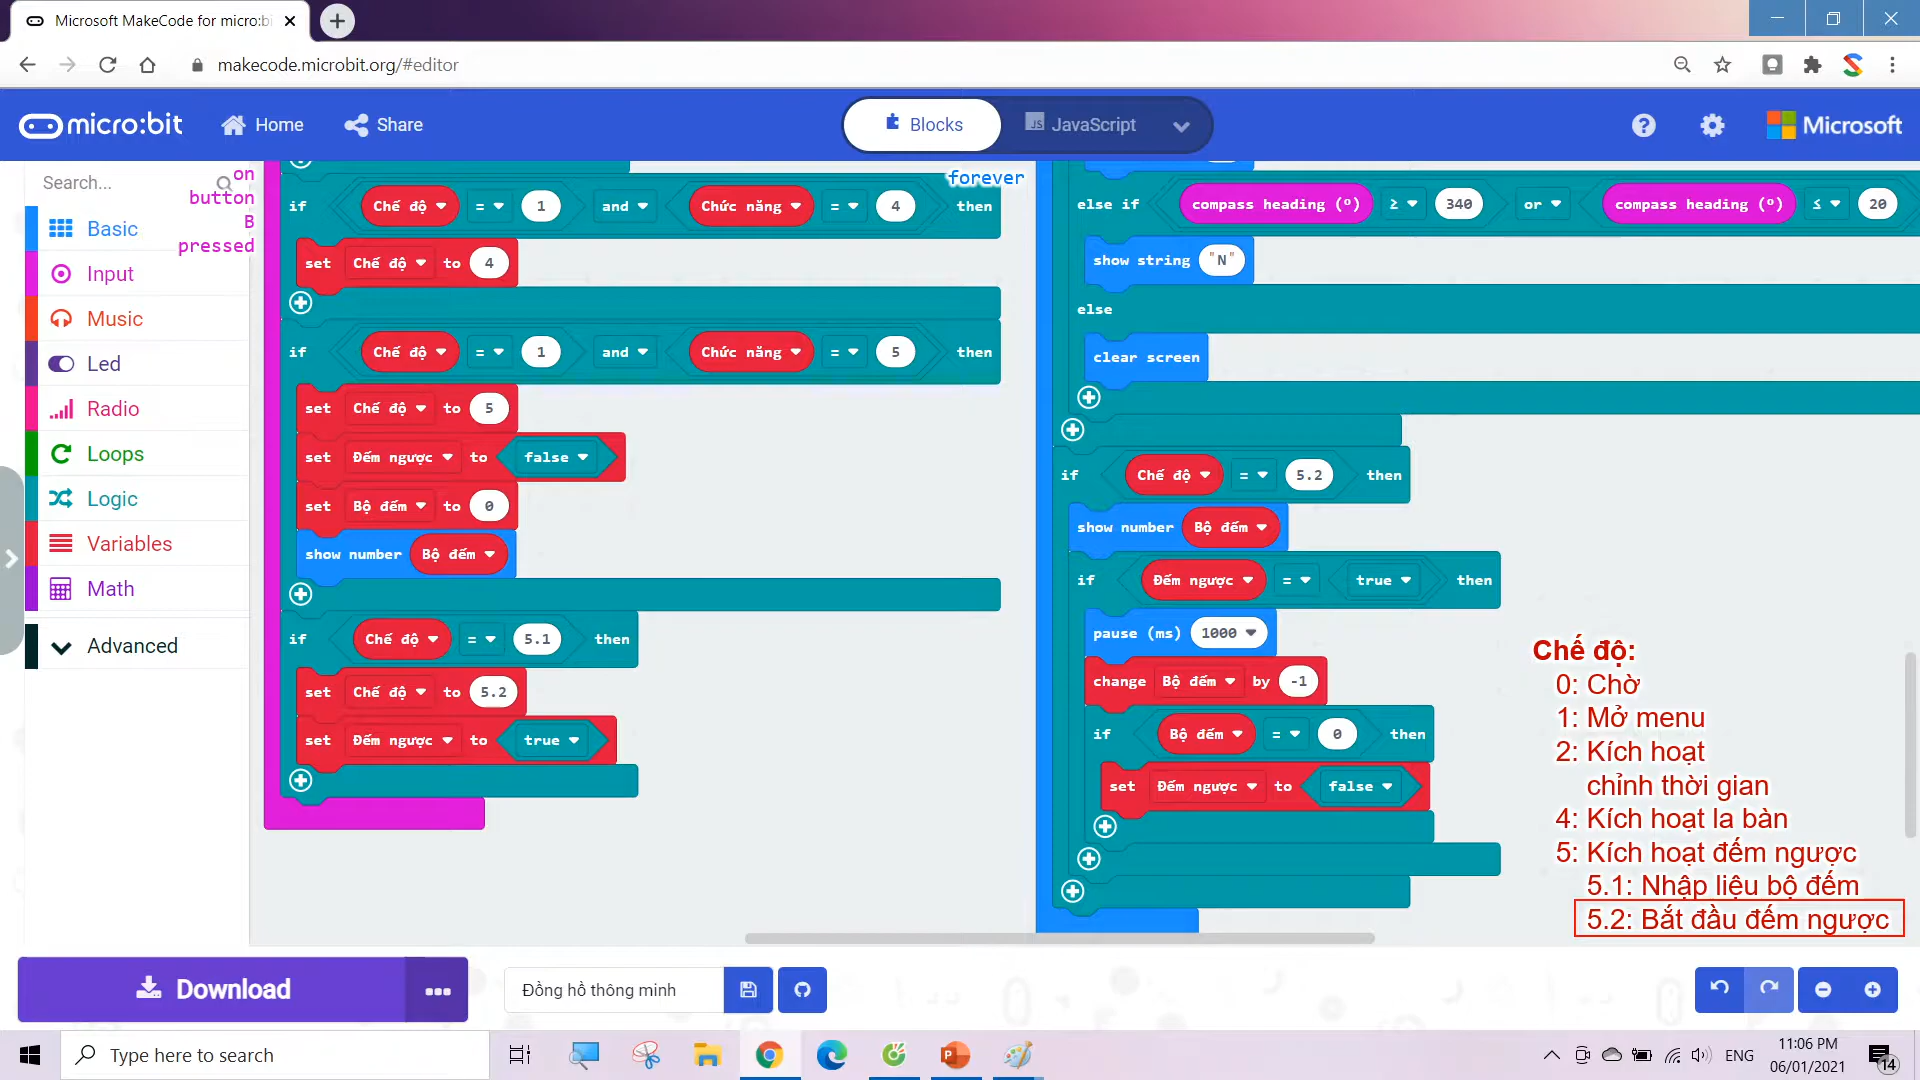 Microsoft MakeCode for micro:bi
makecode.microbit.org/#editor
micro:bit
Home
Share
Blocks
JS JavaScript
Microsoft
Search...
Basic
Input
Music
Led
Radio
Loops
Logic
Variables
Math
Advanced
on
button
B
pressed
if Chế độ = 1 and Chức năng = 4 then
set Chế độ to 4
if Chế độ = 1 and Chức năng = 5 then
set Chế độ to 5
set Đếm ngược to false
set Bộ đếm to 0
show number Bộ đếm
if Chế độ = 5.1 then
set Chế độ to 5.2
set Đếm ngược to true
forever
else if compass heading (º) ≥ 340 or compass heading (º) ≤ 20
show string "N"
else
clear screen
if Chế độ = 5.2 then
show number Bộ đếm
if Đếm ngược = true then
pause (ms) 1000
change Bộ đếm by -1
if Bộ đếm = 0 then
set Đếm ngược to false
Chế độ:
0: Chờ
1: Mở menu
2: Kích hoạt
chỉnh thời gian
4: Kích hoạt la bàn
5: Kích hoạt đếm ngược
5.1: Nhập liệu bộ đếm
5.2: Bắt đầu đếm ngược
Download
Đồng hồ thông minh
Type here to search
ENG
11:06 PM
06/01/2021
14